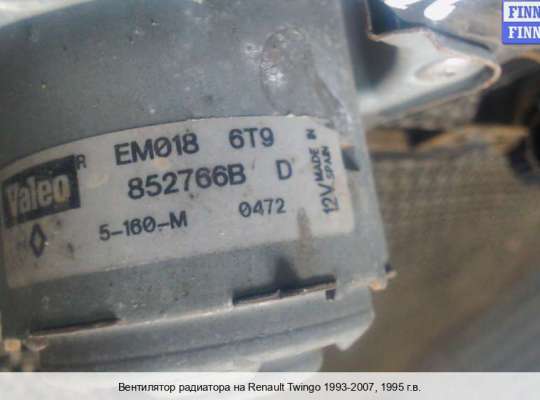 FINN
FINN
R EM018 6T9
Valeo 852766B D
5-160-M 0472
12V MADE IN SPAIN
Вентилятор радиатора на Renault Twingo 1993-2007, 1995 г.в.